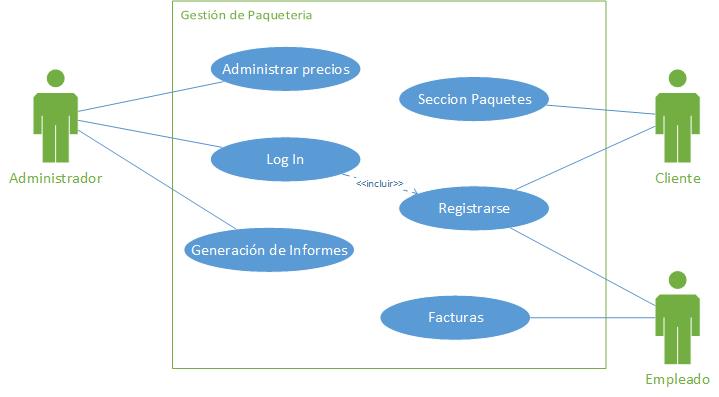 Gestión de Paqueteria
Administrar precios
Seccion Paquetes
Log In
Administrador
Cliente
<<incluir>>
Registrarse
Generación de Informes
Facturas
Empleado